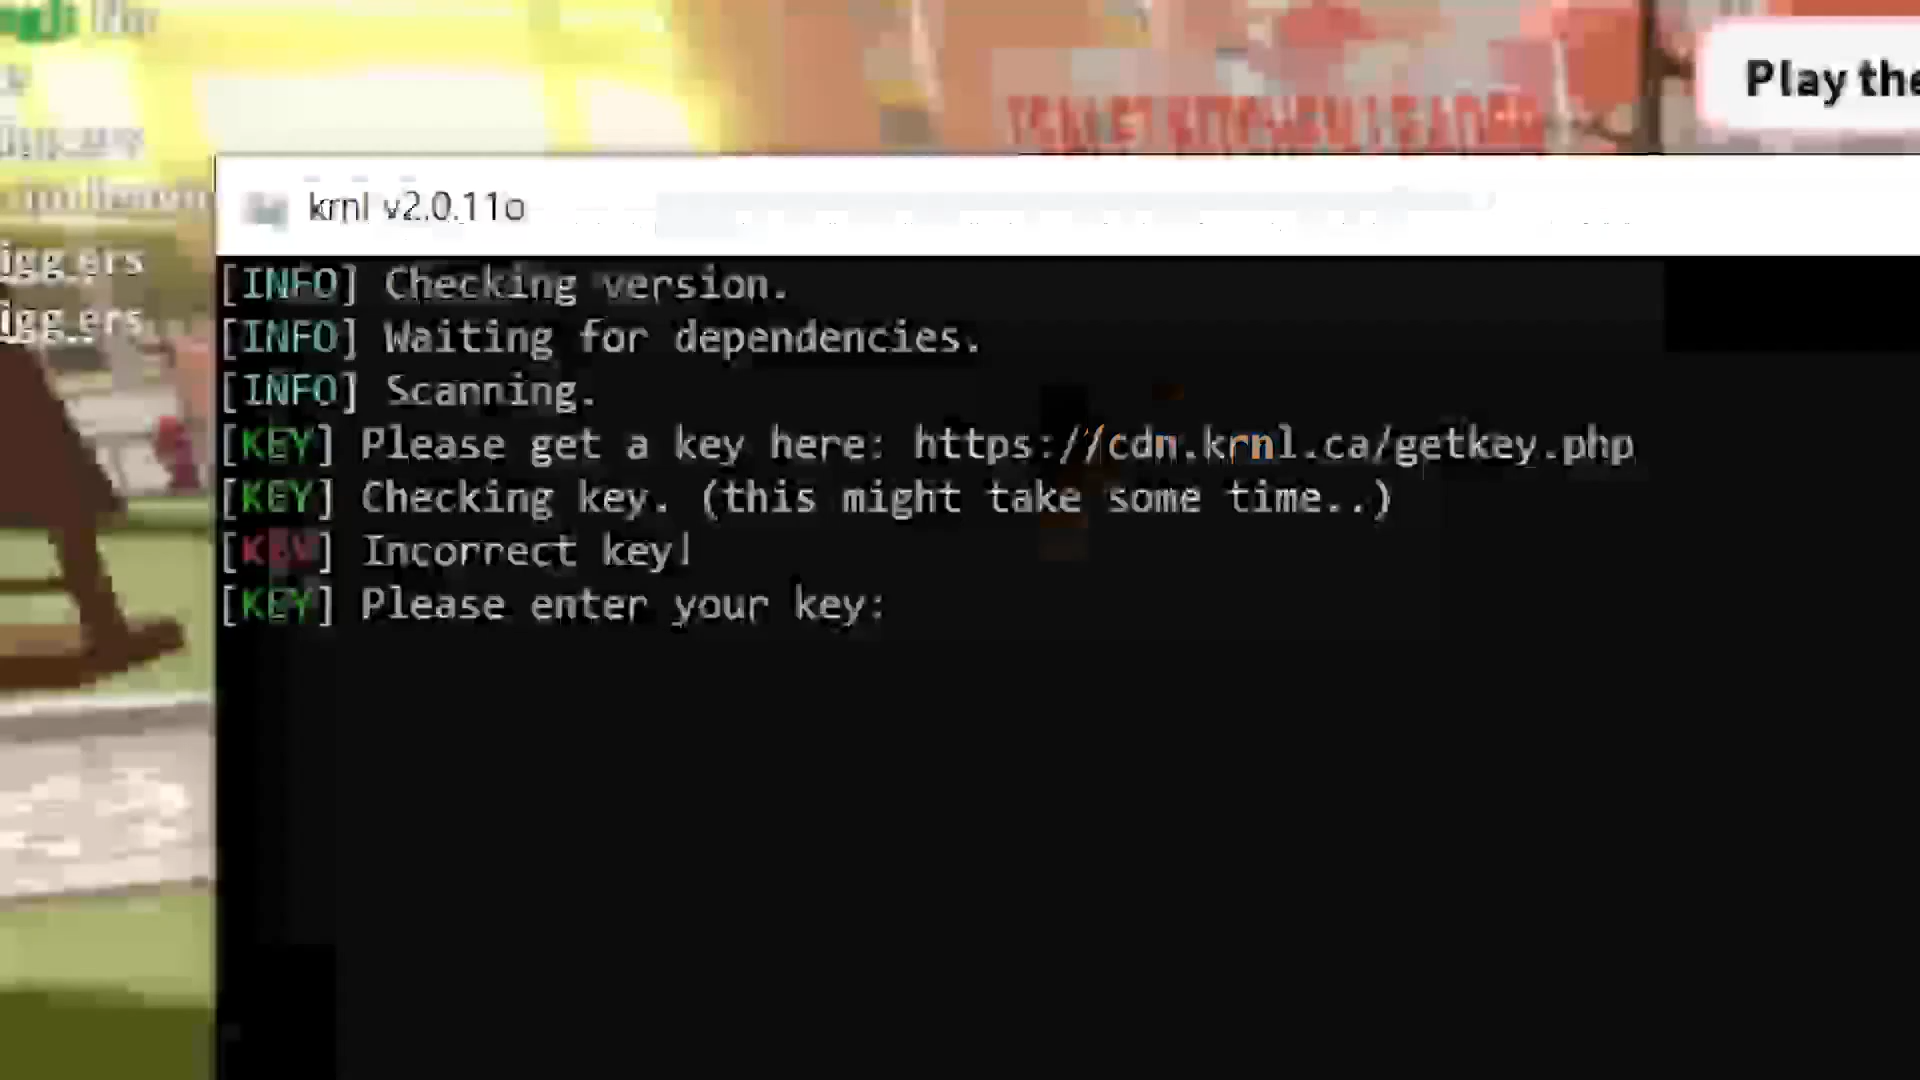 Play the
krnl v2.0.11o
[INFO] Checking version.
[INFO] Waiting for dependencies.
[INFO] Scanning.
[KEY] Please get a key here: https://cdn.krnl.ca/getkey.php
[KEY] Checking key. (this might take some time..)
[KEY] Incorrect key!
[KEY] Please enter your key: